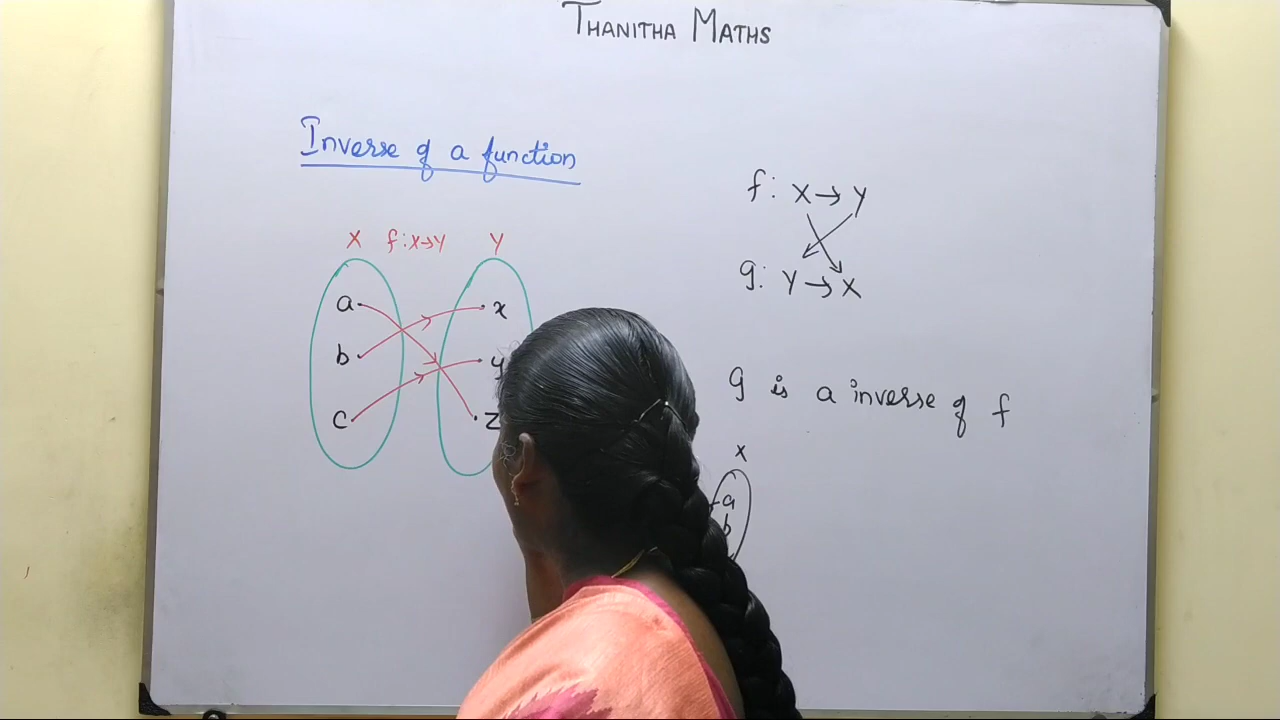 THANITHA MATHS
Inverse of a function
X f:X→Y Y
a
b
c
x
y
z
f: X→Y
g: Y→X
g is a inverse of f
X
a
b